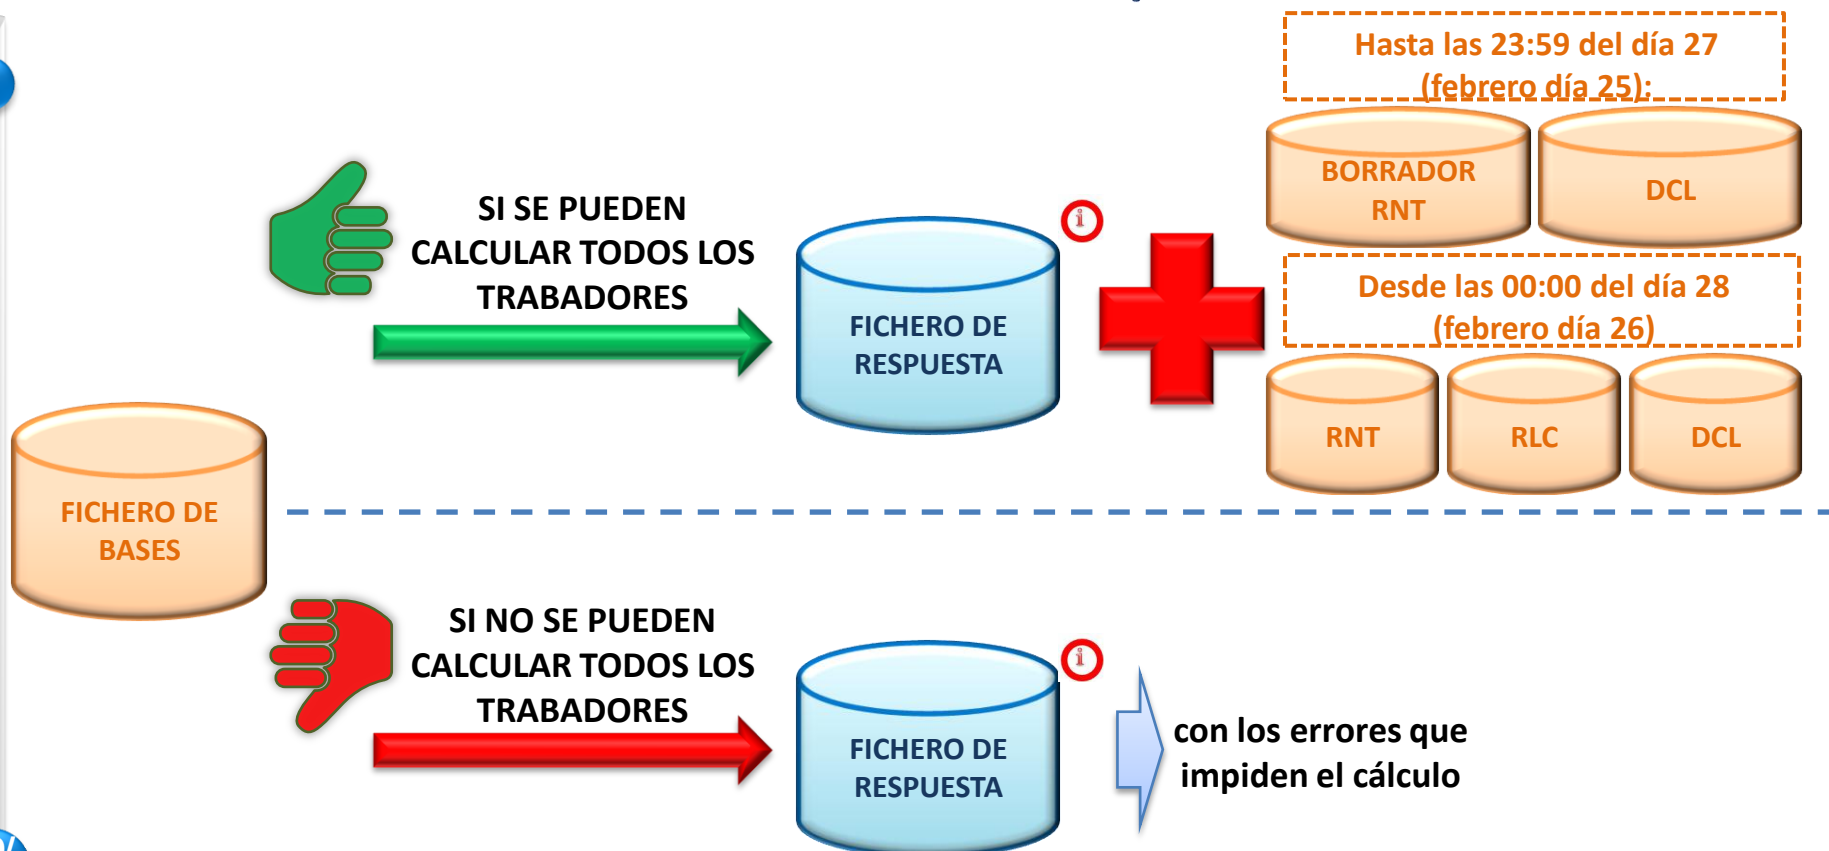 Hasta las 23:59 del día 27
(febrero día 25):
BORRADOR
RNT
DCL
SI SE PUEDEN
CALCULAR TODOS LOS
TRABADORES
i
FICHERO DE
RESPUESTA
Desde las 00:00 del día 28
(febrero día 26)
RNT
RLC
DCL
FICHERO DE
BASES
SI NO SE PUEDEN
CALCULAR TODOS LOS
TRABADORES
i
FICHERO DE
RESPUESTA
con los errores que
impiden el cálculo